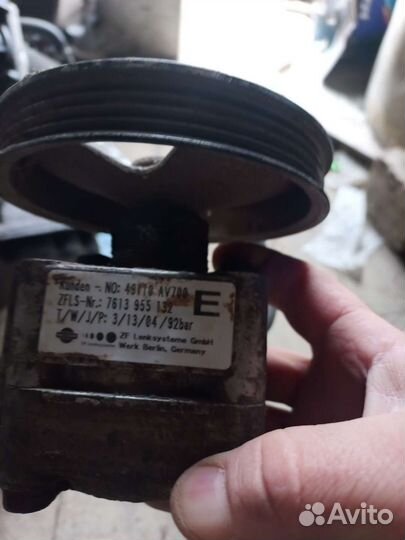 Kunden - NO: 49110 AV700
ZFLS-Nr.: 7613 955 132
T/W/J/P: 3/13/04 /92bar
E
ZF Lenksysteme GmbH
Werk Berlin, Germany
Avito